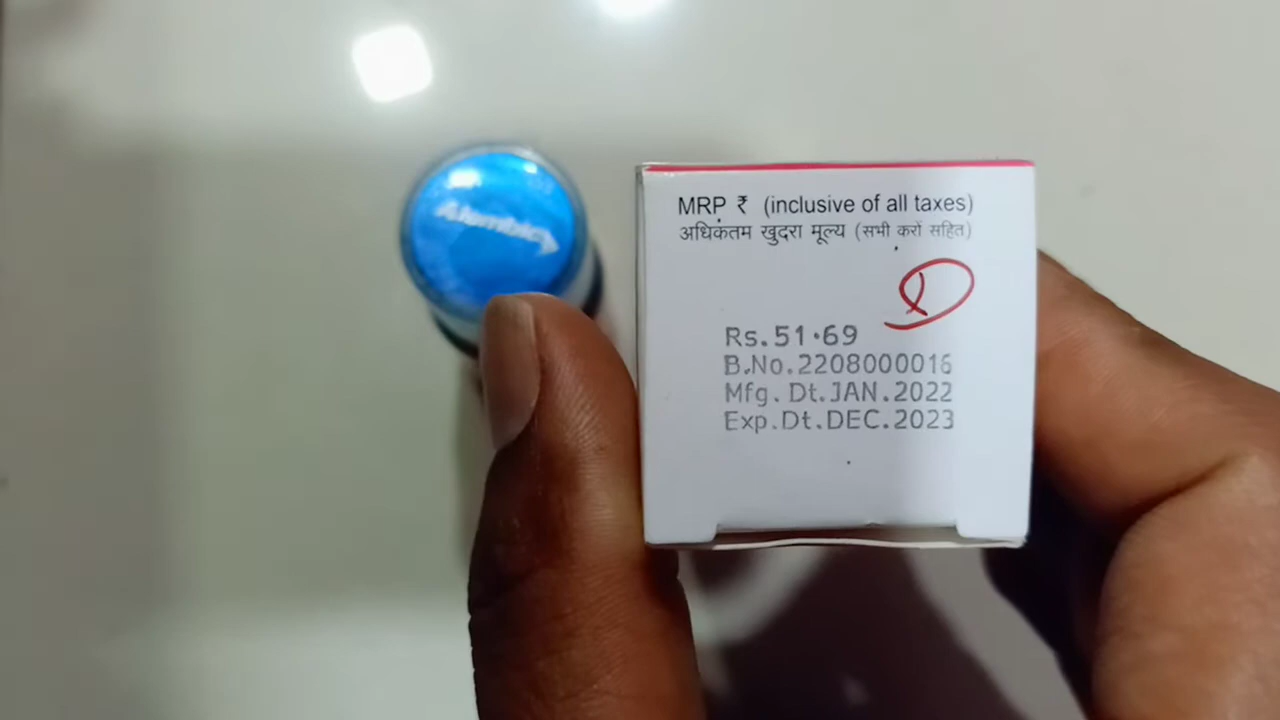 Alembic
MRP ₹ (inclusive of all taxes)
अधिकतम खुदरा मूल्य (सभी करों सहित)
Rs.51.69
B.No.2208000016
Mfg. Dt.JAN.2022
Exp.Dt.DEC.2023